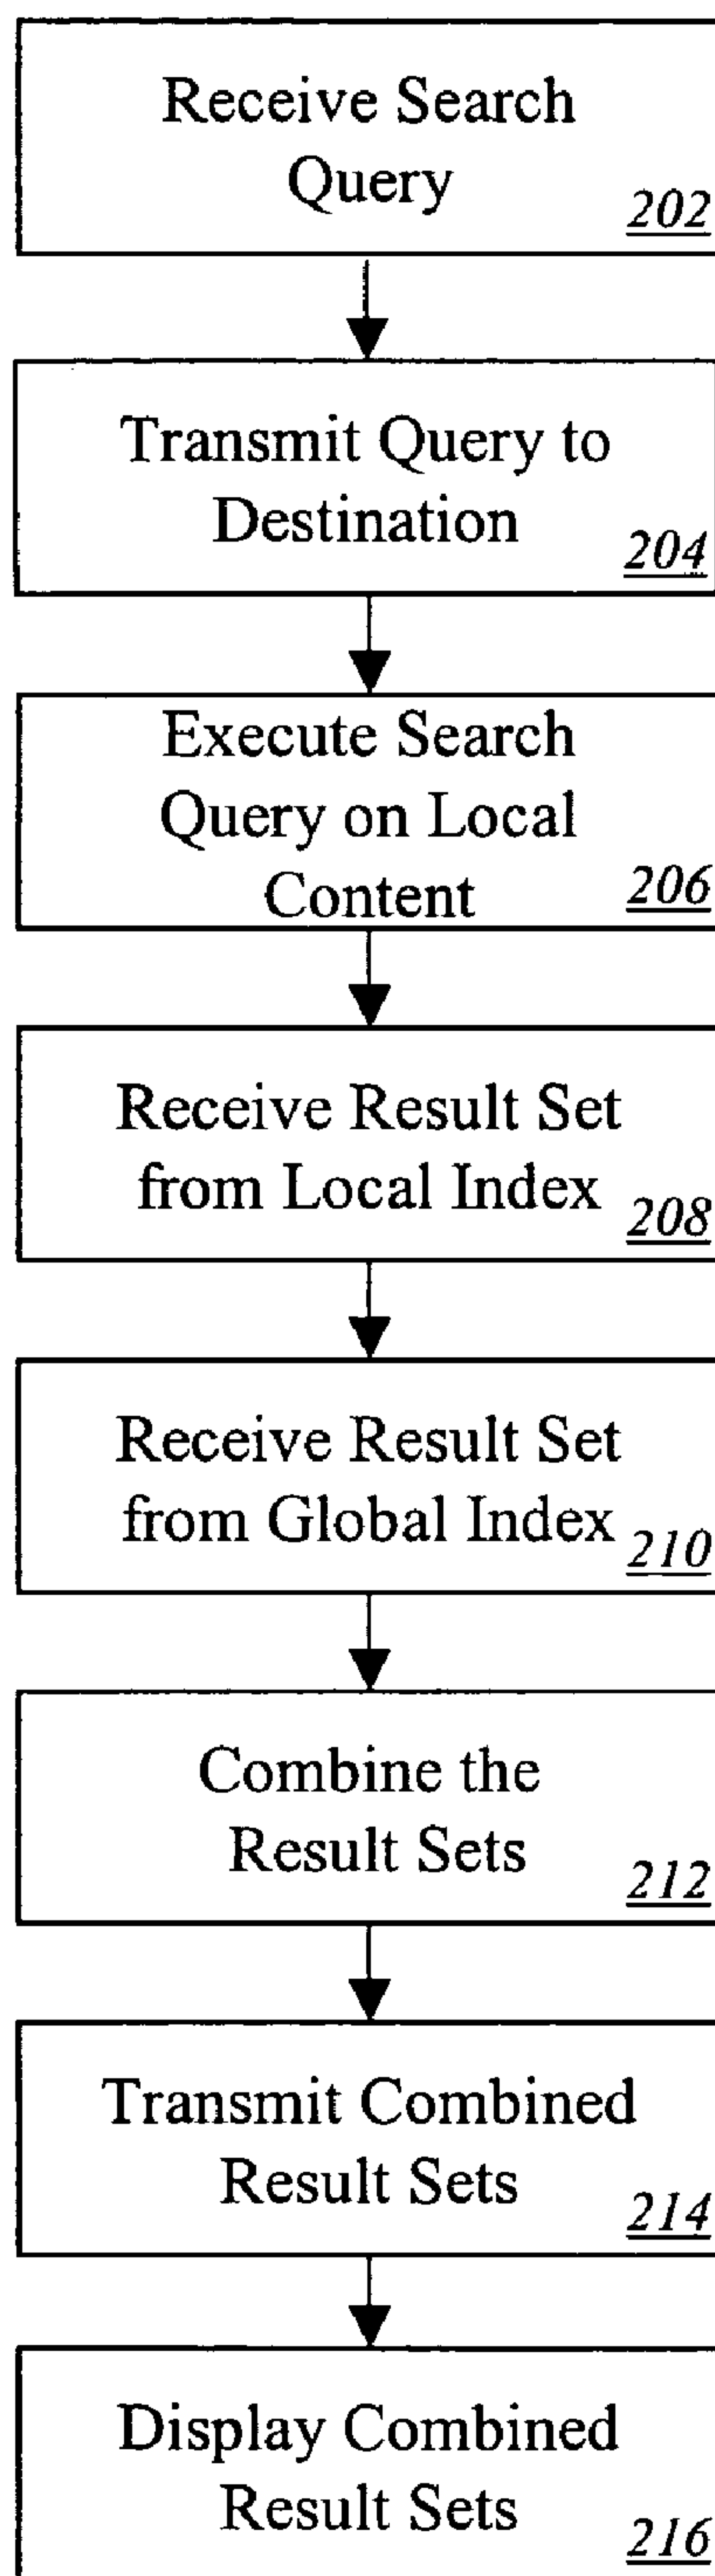 Receive Search
Query
202
Transmit Query to
Destination
204
Execute Search
Query on Local
Content
206
Receive Result Set
from Local Index
208
Receive Result Set
from Global Index
210
Combine the
Result Sets
212
Transmit Combined
Result Sets
214
Display Combined
Result Sets
216